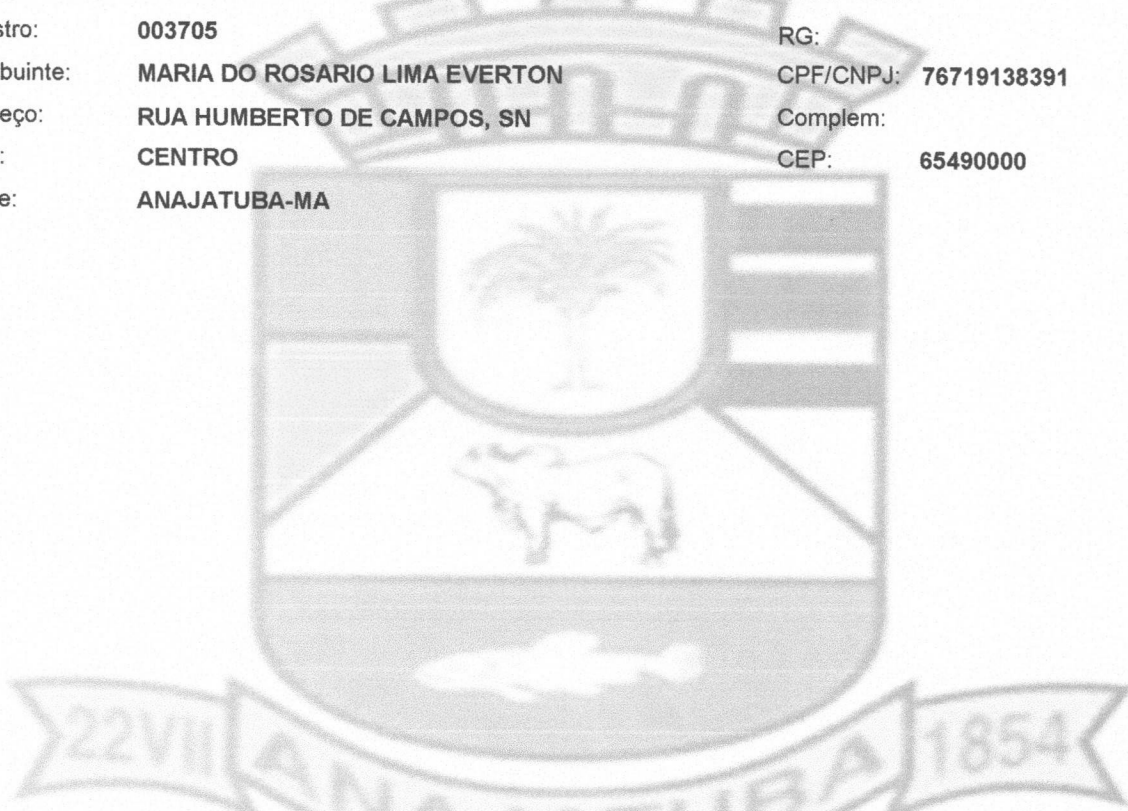 stro: 003705 RG:
buinte: MARIA DO ROSARIO LIMA EVERTON CPF/CNPJ: 76719138391
eço: RUA HUMBERTO DE CAMPOS, SN Complem:
: CENTRO CEP: 65490000
e: ANAJATUBA-MA
22VII ANAJATUBA 1854